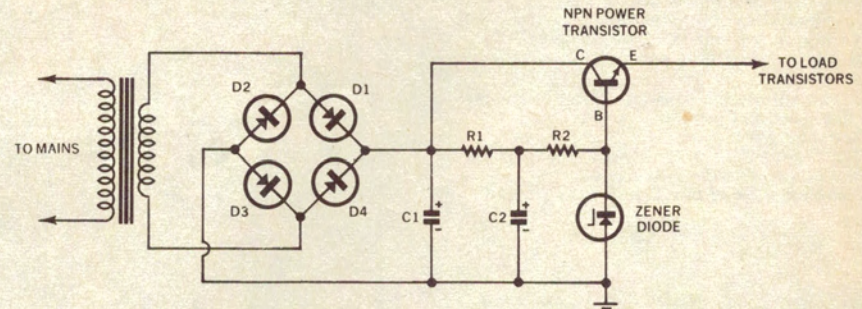 NPN POWER
TRANSISTOR
C
E
TO LOAD
TRANSISTORS
B
D2
D1
TO MAINS
R1
R2
D3
D4
C1
+
-
C2
+
-
ZENER
DIODE